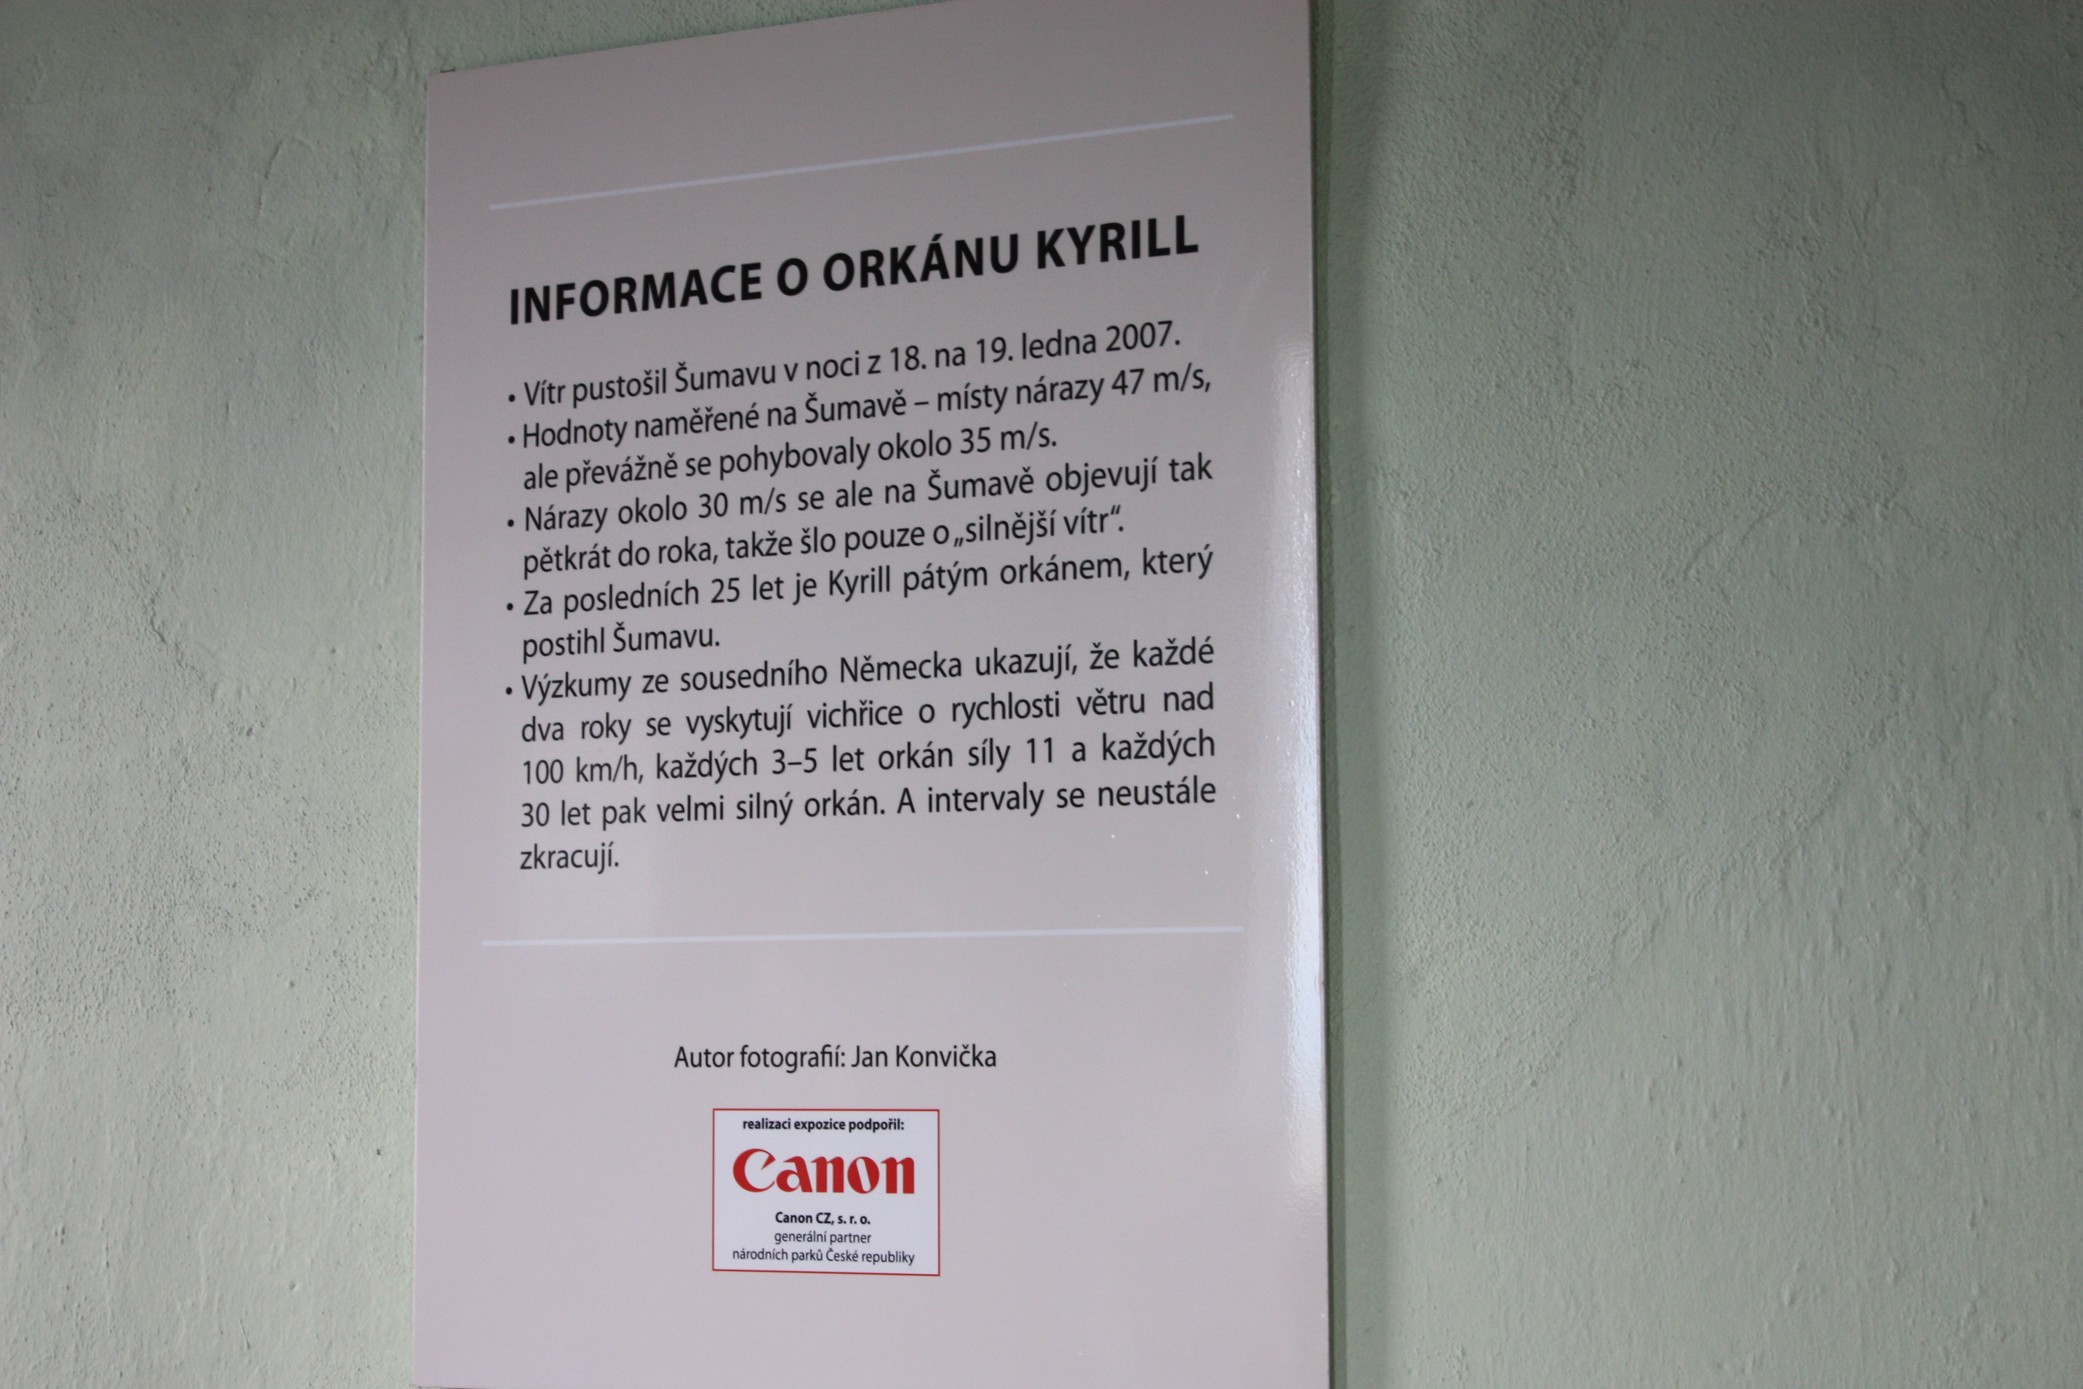 INFORMACE O ORKÁNU KYRILL
• Vítr pustošil Šumavu v noci z 18. na 19. ledna 2007.
• Hodnoty naměřené na Šumavě – místy nárazy 47 m/s,
ale převážně se pohybovaly okolo 35 m/s.
• Nárazy okolo 30 m/s se ale na Šumavě objevují tak
pětkrát do roka, takže šlo pouze o „silnější vítr“.
• Za posledních 25 let je Kyrill pátým orkánem, který
postihl Šumavu.
• Výzkumy ze sousedního Německa ukazují, že každé
dva roky se vyskytují vichřice o rychlosti větru nad
100 km/h, každých 3–5 let orkán síly 11 a každých
30 let pak velmi silný orkán. A intervaly se neustále
zkracují.
Autor fotografií: Jan Konvička
realizaci expozice podpořil:
Canon
Canon CZ, s. r. o.
generální partner
národních parků České republiky